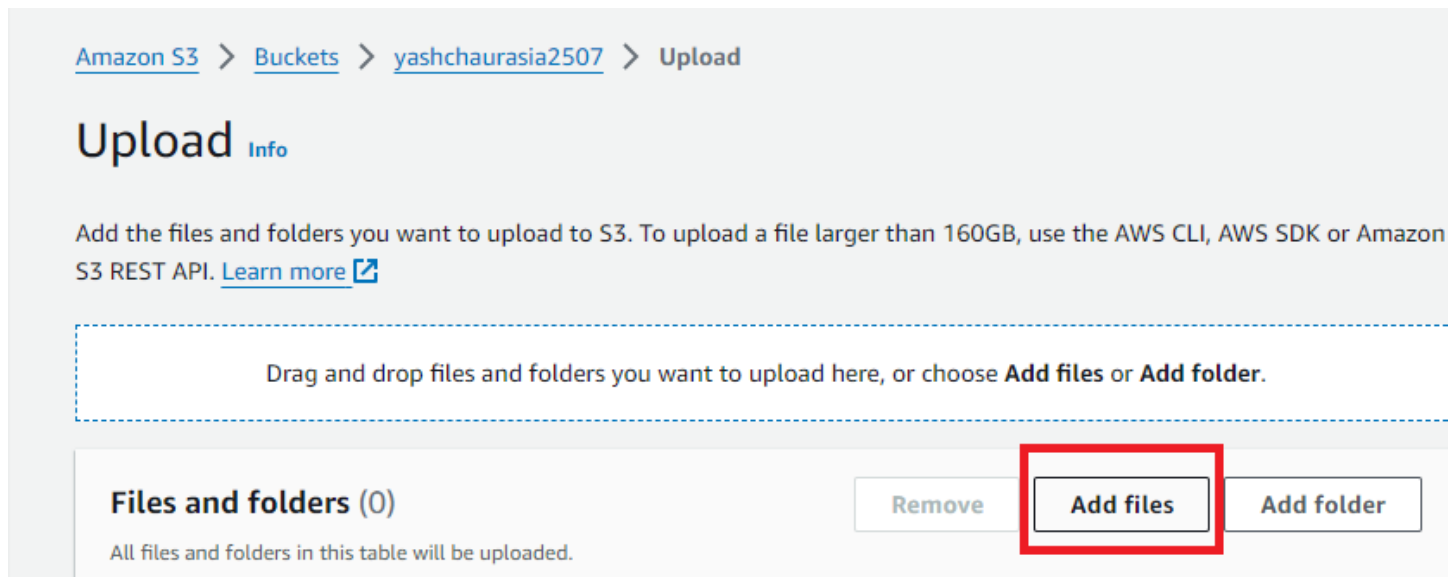 Amazon S3 > Buckets > yashchaurasia2507 > Upload
Upload Info
Add the files and folders you want to upload to S3. To upload a file larger than 160GB, use the AWS CLI, AWS SDK or Amazon
S3 REST API. Learn more
Drag and drop files and folders you want to upload here, or choose Add files or Add folder.
Files and folders (0)
Remove
Add files
Add folder
All files and folders in this table will be uploaded.